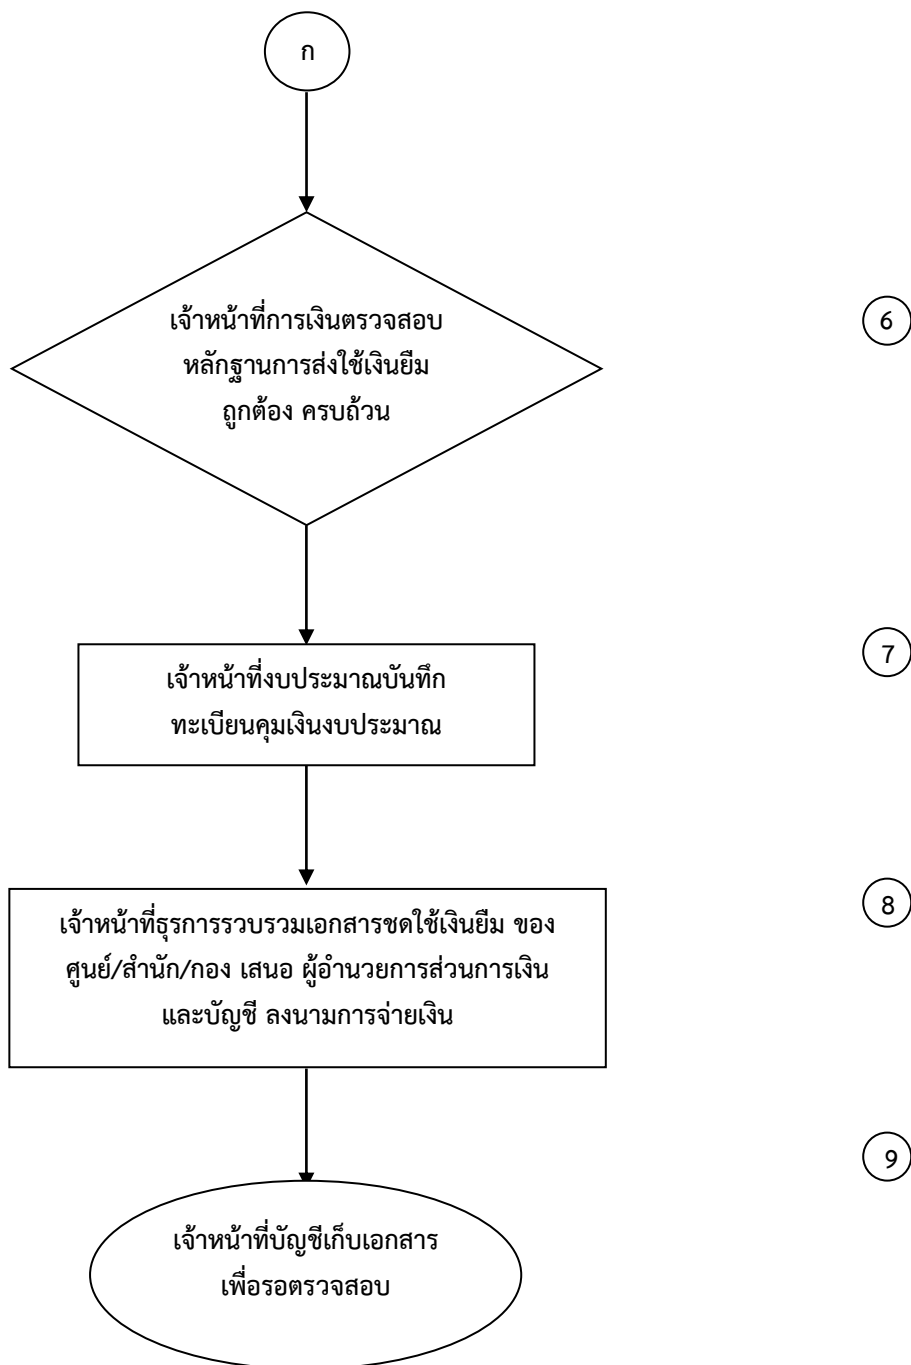 ก
เจ้าหน้าที่การเงินตรวจสอบ
หลักฐานการส่งใช้เงินยืม
ถูกต้อง ครบถ้วน
6
เจ้าหน้าที่งบประมาณบันทึก
ทะเบียนคุมเงินงบประมาณ
7
เจ้าหน้าที่ธุรการรวบรวมเอกสารชดใช้เงินยืม ของ
ศูนย์/สำนัก/กอง เสนอ ผู้อำนวยการส่วนการเงิน
และบัญชี ลงนามการจ่ายเงิน
8
เจ้าหน้าที่บัญชีเก็บเอกสาร
เพื่อรอตรวจสอบ
9